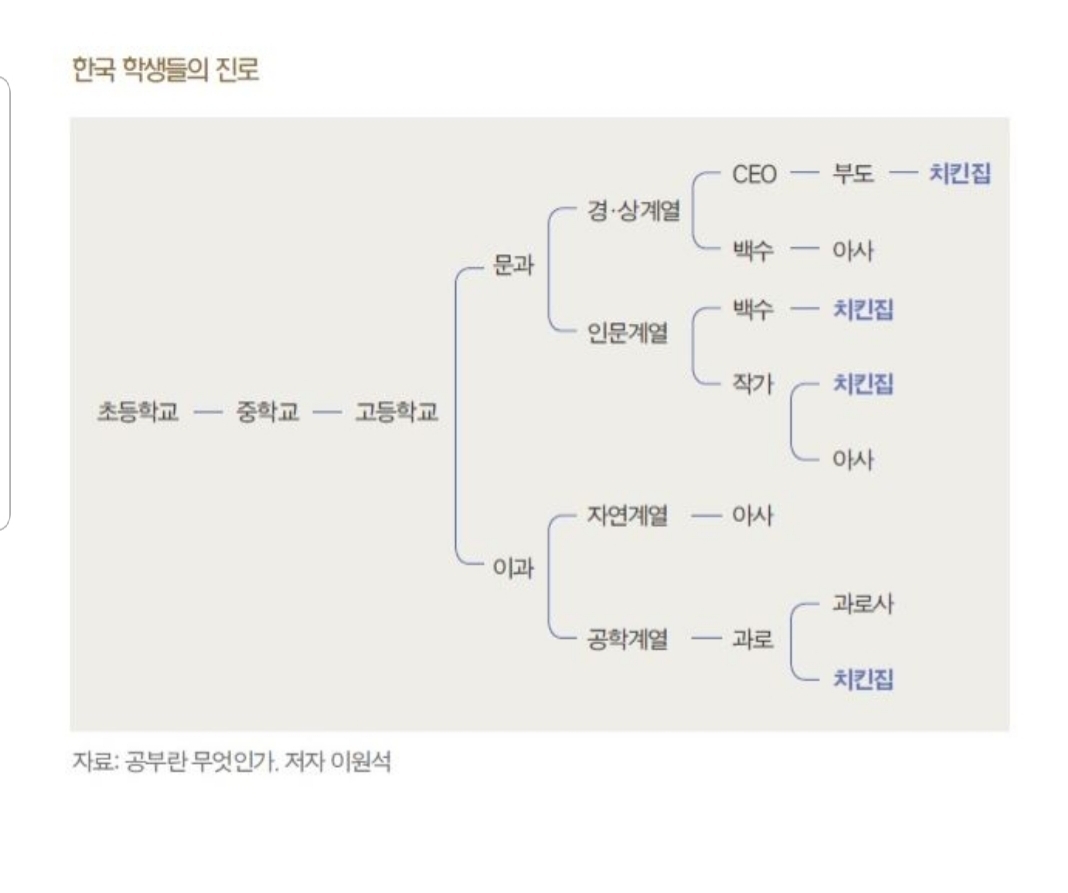 한국 학생들의 진로
CEO — 부도 — 치킨집
경·상계열
백수 — 아사
문과
백수 — 치킨집
인문계열
작가 치킨집
초등학교 — 중학교 — 고등학교
아사
자연계열 — 아사
이과
과로사
공학계열 — 과로
치킨집
자료: 공부란 무엇인가. 저자 이원석